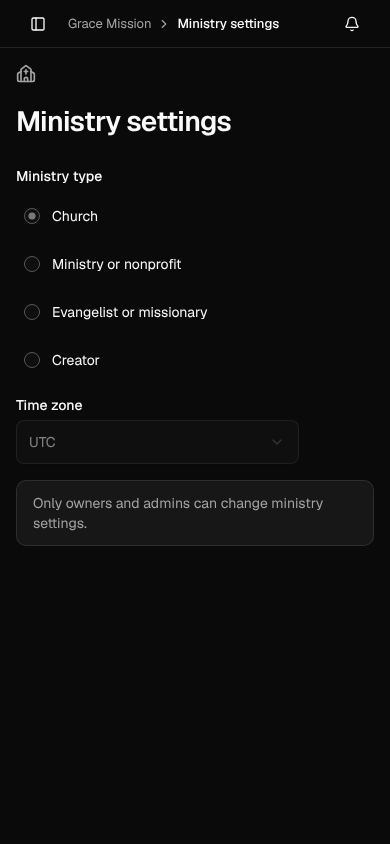 Grace Mission > Ministry settings
Ministry settings
Ministry type
Church
Ministry or nonprofit
Evangelist or missionary
Creator
Time zone
UTC
Only owners and admins can change ministry
settings.